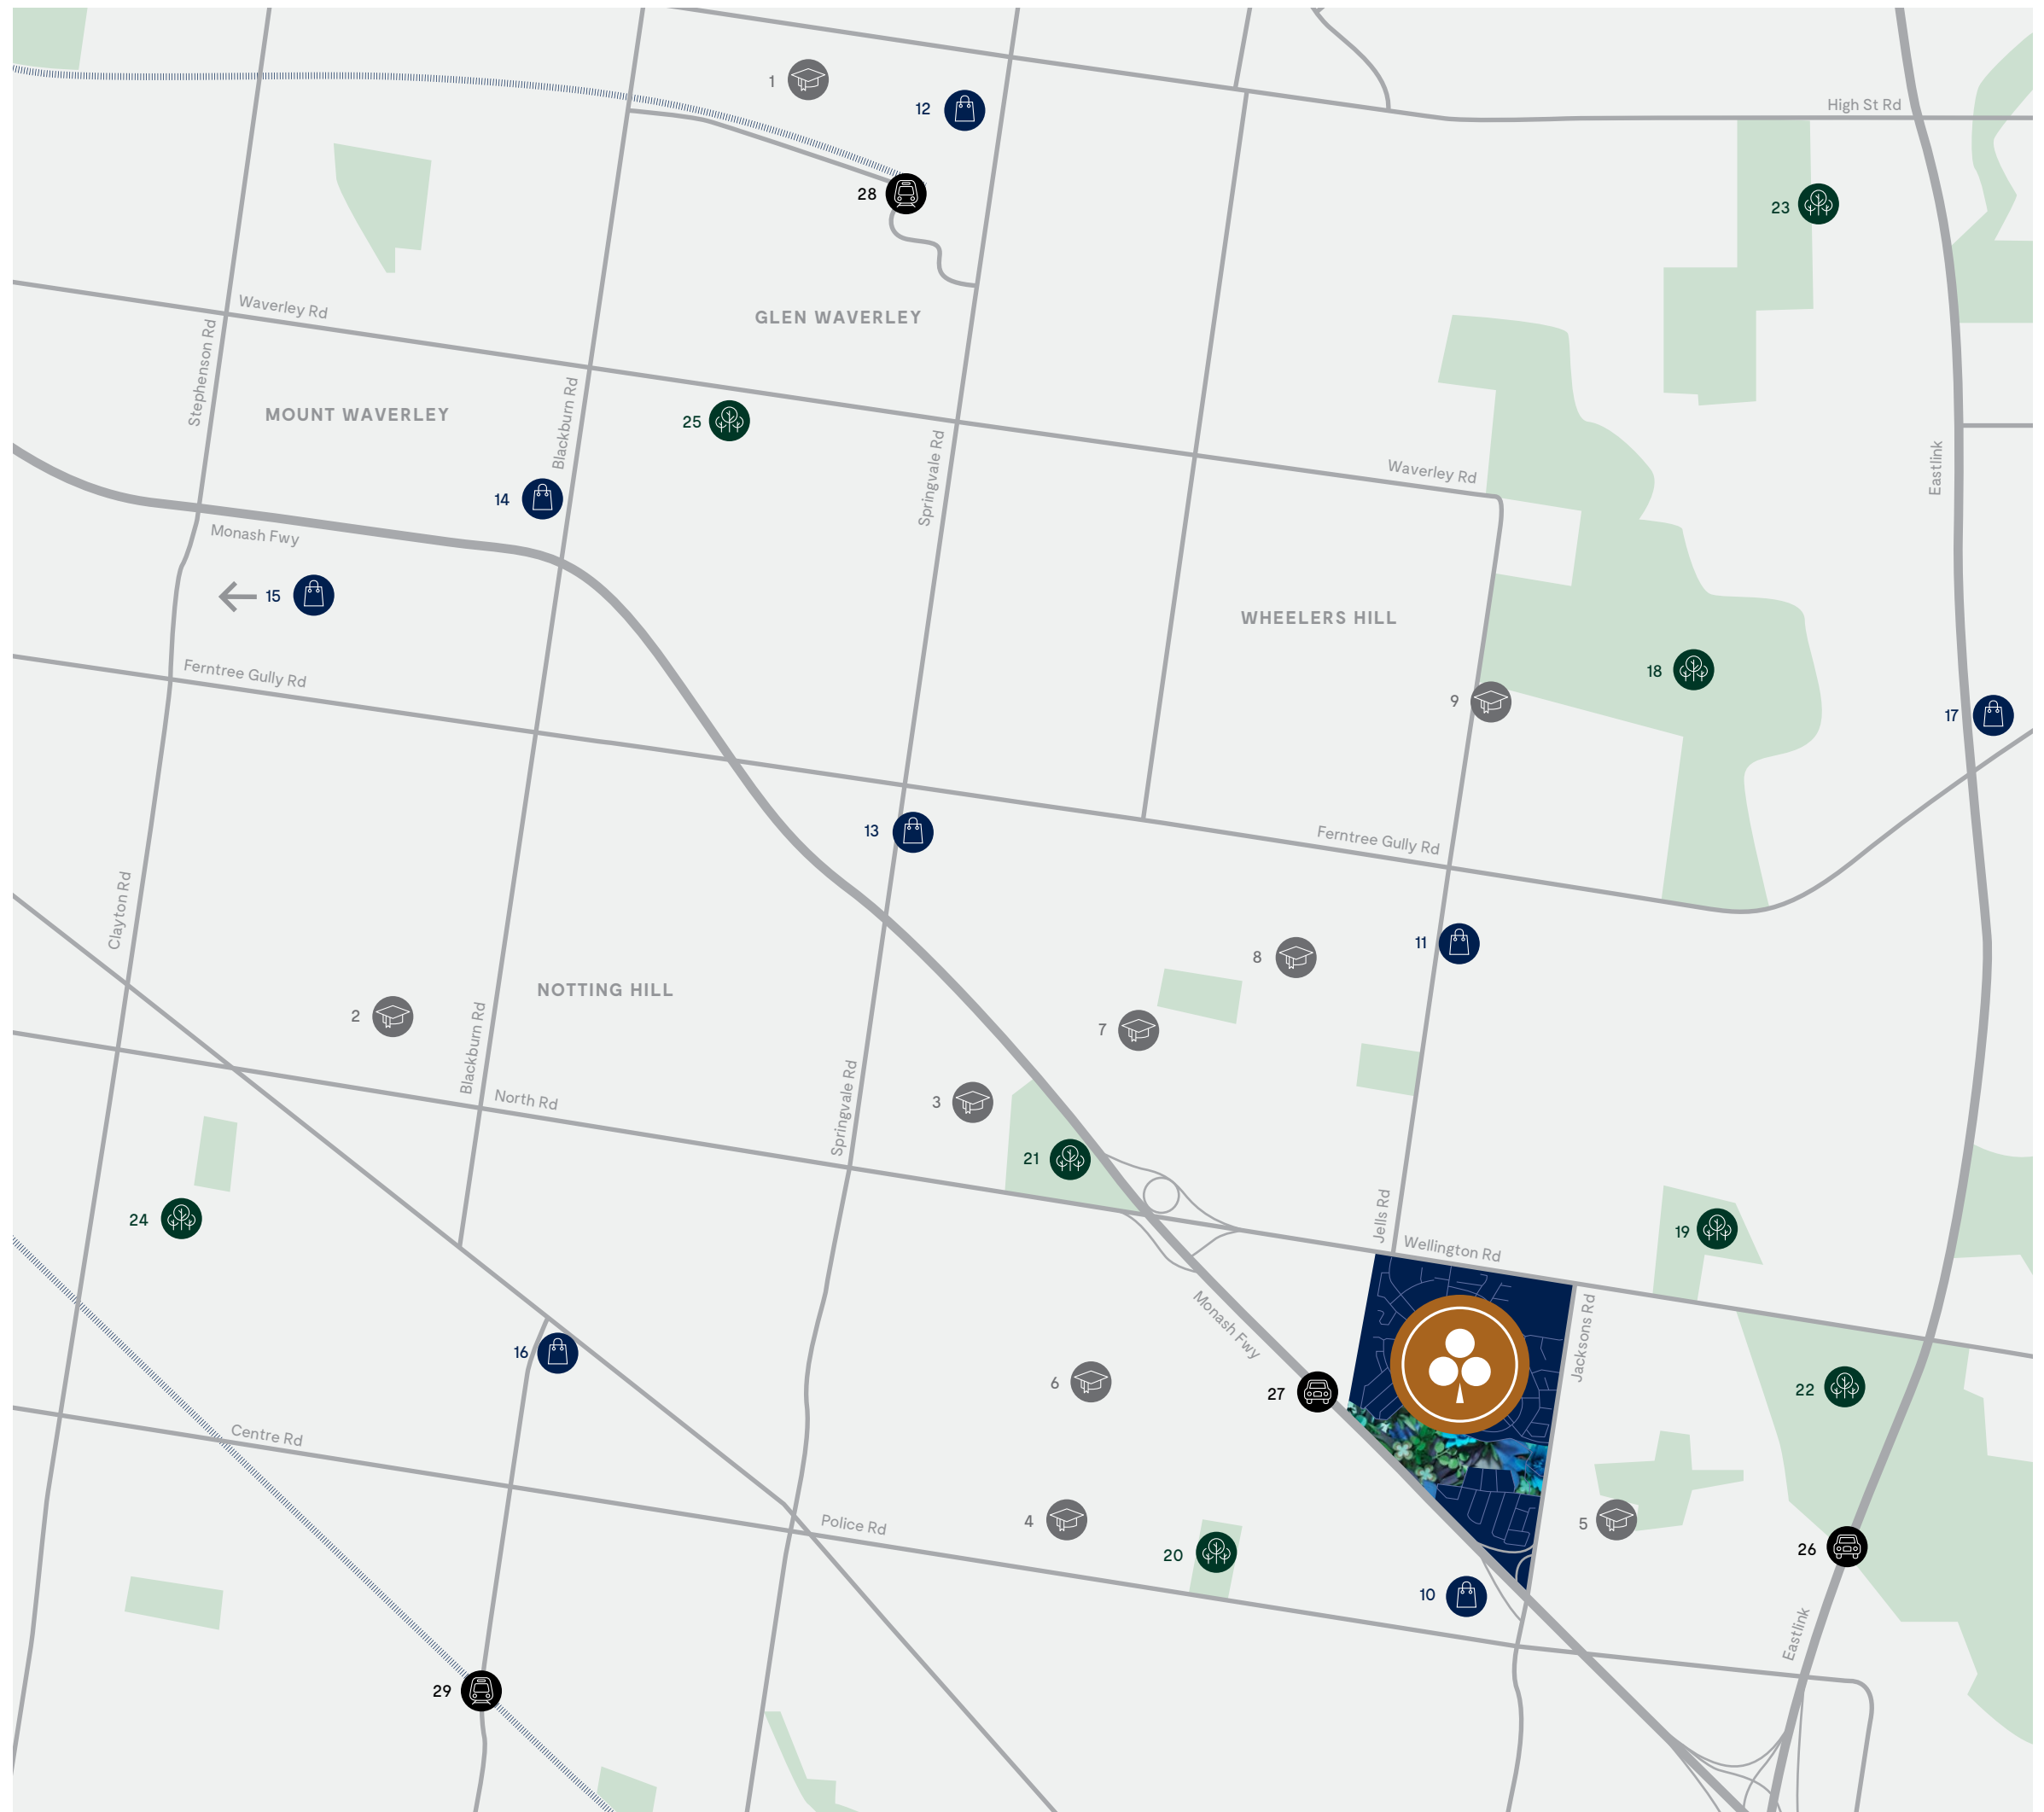 1
12
High St Rd
28
23
Waverley Rd
GLEN WAVERLEY
Stephenson Rd
MOUNT WAVERLEY
Blackburn Rd
25
Springvale Rd
Waverley Rd
Eastlink
14
Monash Fwy
15
WHEELERS HILL
Ferntree Gully Rd
18
9
17
13
Ferntree Gully Rd
Clayton Rd
11
8
NOTTING HILL
2
7
Blackburn Rd
North Rd
3
Springvale Rd
21
24
Jells Rd
Wellington Rd
19
Monash Fwy
Jacksons Rd
16
6
27
22
Centre Rd
Police Rd
4
5
20
26
10
Eastlink
29